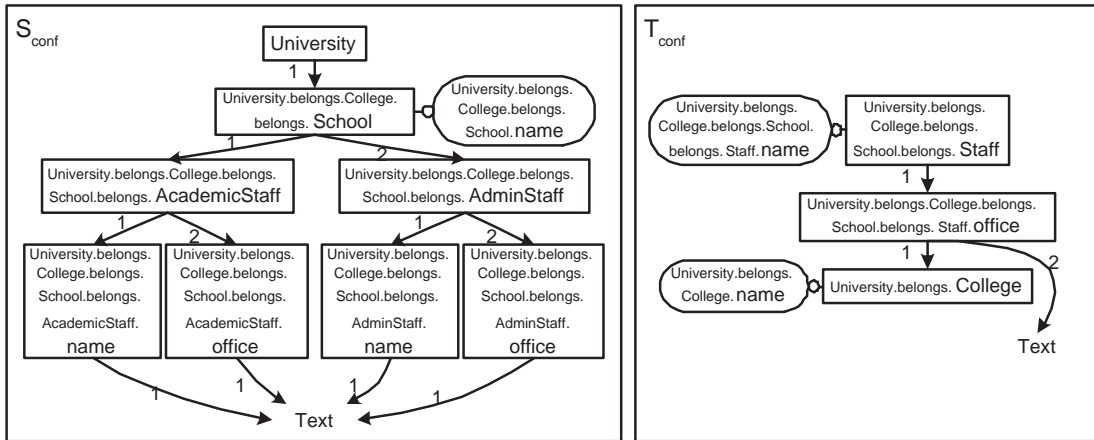 S conf
University
1
University.belongs.College.
belongs. School
University.belongs.
College.belongs.
School.name
1
2
University.belongs.College.belongs.
School.belongs. AcademicStaff
University.belongs.College.belongs.
School.belongs. AdminStaff
1
2
1
2
University.belongs.
College.belongs.
School.belongs.
AcademicStaff.
name
University.belongs.
College.belongs.
School.belongs.
AcademicStaff.
office
University.belongs.
College.belongs.
School.belongs.
AdminStaff.
name
University.belongs.
College.belongs.
School.belongs.
AdminStaff.
office
1
1
1
1
Text
T conf
University.belongs.
College.belongs.School.
belongs. Staff.name
University.belongs.
College.belongs.
School.belongs. Staff
1
University.belongs.College.belongs.
School.belongs. Staff.office
1
2
University.belongs.
College.name
University.belongs. College
Text